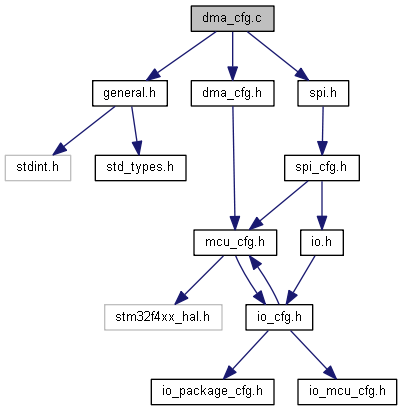 dma_cfg.c
general.h
dma_cfg.h
spi.h
stdint.h
std_types.h
spi_cfg.h
mcu_cfg.h
io.h
stm32f4xx_hal.h
io_cfg.h
io_package_cfg.h
io_mcu_cfg.h